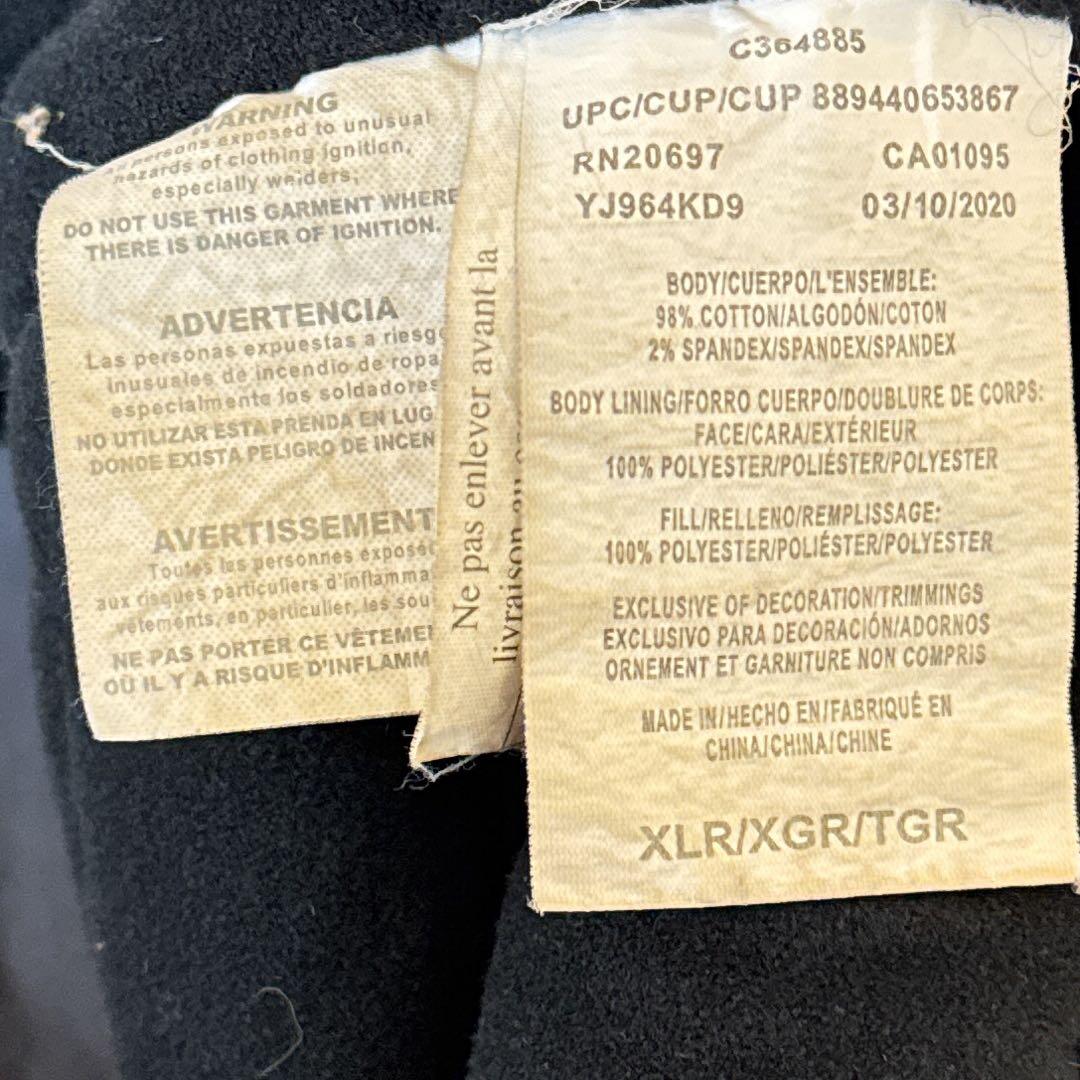 WARNING
persons exposed to unusual
hazards of clothing ignition,
especially welders;
DO NOT USE THIS GARMENT WHERE
THERE IS DANGER OF IGNITION.
ADVERTENCIA
Las personas expuestas a riesg
inusuales de incendio de ropa
especialmente los soldadores
NO UTILIZAR ESTA PRENDA EN LUG
DONDE EXISTA PELIGRO DE INCEN
AVERTISSEMENT
Toutes les personnes exposé
aux risques particuliers d'inflamma
vêtements, en particulier, les sou
NE PAS PORTER CE VÊTEME
OÙ IL Y A RISQUE D'INFLAMM
Ne pas enlever avant la
livraison au
C364885
UPC/CUP/CUP 889440653867
RN20697 CA01095
YJ964KD9 03/10/2020
BODY/CUERPO/L'ENSEMBLE:
98% COTTON/ALGODÓN/COTON
2% SPANDEX/SPANDEX/SPANDEX
BODY LINING/FORRO CUERPO/DOUBLURE DE CORPS:
FACE/CARA/EXTÉRIEUR
100% POLYESTER/POLIÉSTER/POLYESTER
FILL/RELLENO/REMPLISSAGE:
100% POLYESTER/POLIÉSTER/POLYESTER
EXCLUSIVE OF DECORATION/TRIMMINGS
EXCLUSIVO PARA DECORACIÓN/ADORNOS
ORNEMENT ET GARNITURE NON COMPRIS
MADE IN/HECHO EN/FABRIQUÉ EN
CHINA/CHINA/CHINE
XLR/XGR/TGR